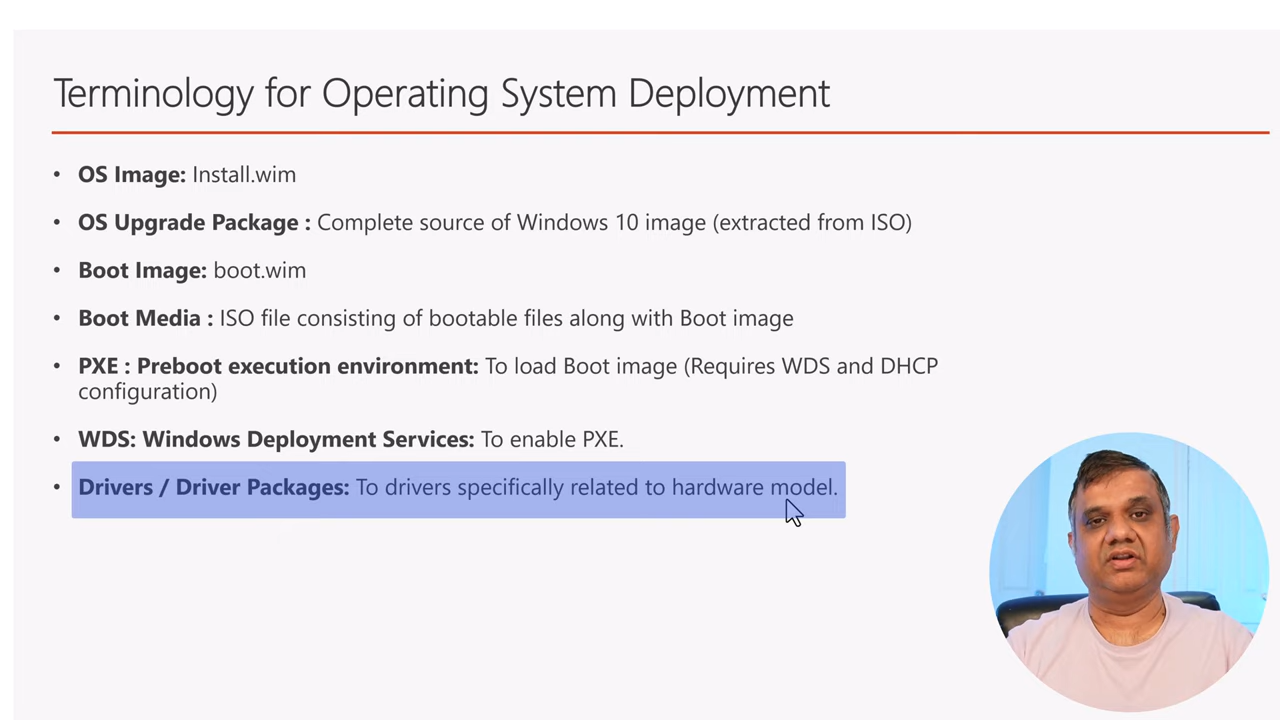 Terminology for Operating System Deployment
• OS Image: Install.wim
• OS Upgrade Package : Complete source of Windows 10 image (extracted from ISO)
• Boot Image: boot.wim
• Boot Media : ISO file consisting of bootable files along with Boot image
• PXE : Preboot execution environment: To load Boot image (Requires WDS and DHCP
configuration)
• WDS: Windows Deployment Services: To enable PXE.
• Drivers / Driver Packages: To drivers specifically related to hardware model.